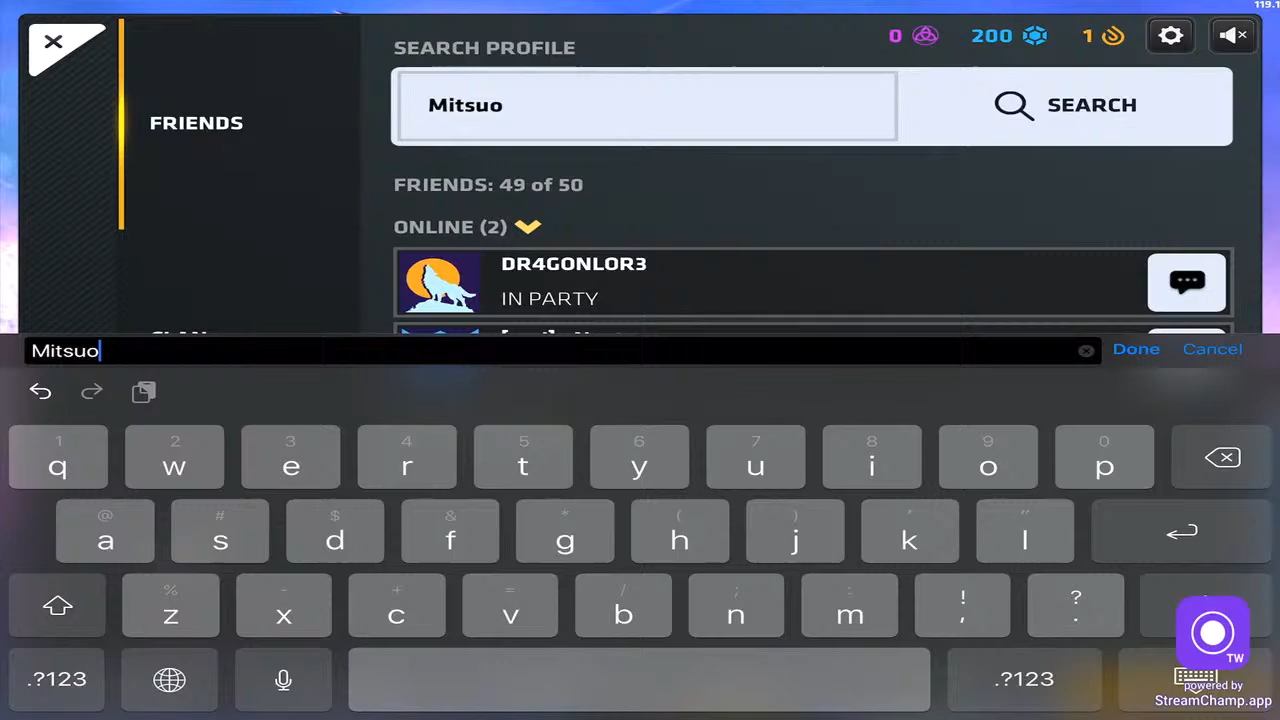 119.1
SEARCH PROFILE
0 200 1
Mitsuo
SEARCH
FRIENDS
FRIENDS: 49 of 50
ONLINE (2)
DR4GONLOR3
IN PARTY
Mitsuo
Done Cancel
1 2 3 4 5 6 7 8 9 0
q w e r t y u i o p
@ # $ & * ( ) ' "
a s d f g h j k l
% - + = / ; : ! ?
z x c v b n m , .
.?123 .?123
TW
powered by
StreamChamp.app